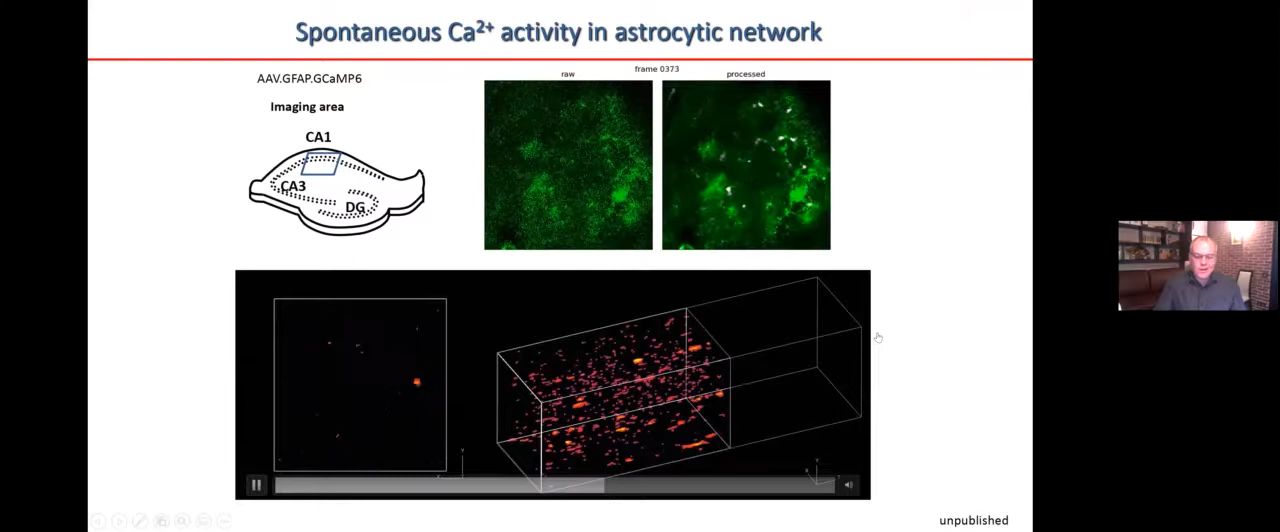 Spontaneous Ca²⁺ activity in astrocytic network
AAV.GFAP.GCaMP6
Imaging area
CA1
CA3
DG
frame 0373
raw
processed
unpublished